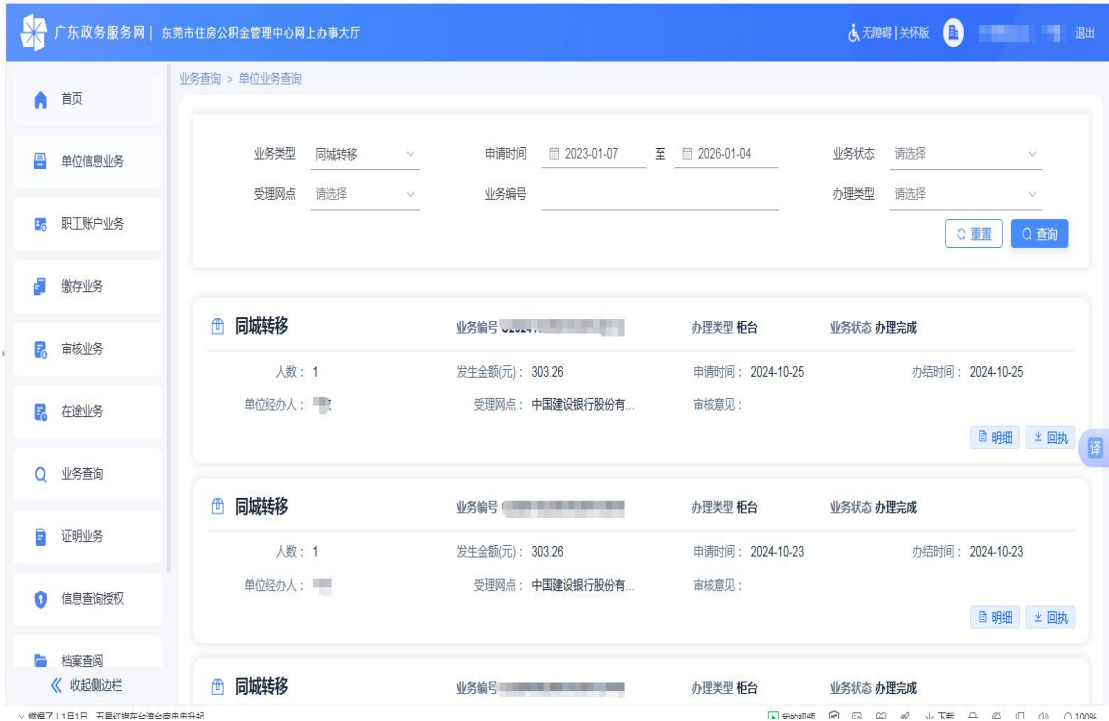 广东政务服务网 | 东莞市住房公积金管理中心网上办事大厅
无障碍 | 关怀版
退出
首页
单位信息业务
职工账户业务
缴存业务
审核业务
在途业务
业务查询
证明业务
信息查询授权
档案查阅
收起侧边栏
业务查询 > 单位业务查询
业务类型 同城转移 申请时间 2023-01-07 至 2026-01-04 业务状态 请选择
受理网点 请选择 业务编号 办理类型 请选择
重置 查询
同城转移 业务编号 办理类型 柜台 业务状态 办理完成
人数： 1 发生金额(元)： 303.26 申请时间： 2024-10-25 办结时间： 2024-10-25
单位经办人： 受理网点： 中国建设银行股份有... 审核意见：
明细 回执
译
同城转移 业务编号 办理类型 柜台 业务状态 办理完成
人数： 1 发生金额(元)： 303.26 申请时间： 2024-10-23 办结时间： 2024-10-23
单位经办人： 受理网点： 中国建设银行股份有... 审核意见：
明细 回执
同城转移 业务编号 办理类型 柜台 业务状态 办理完成
我的视频 下载 100%